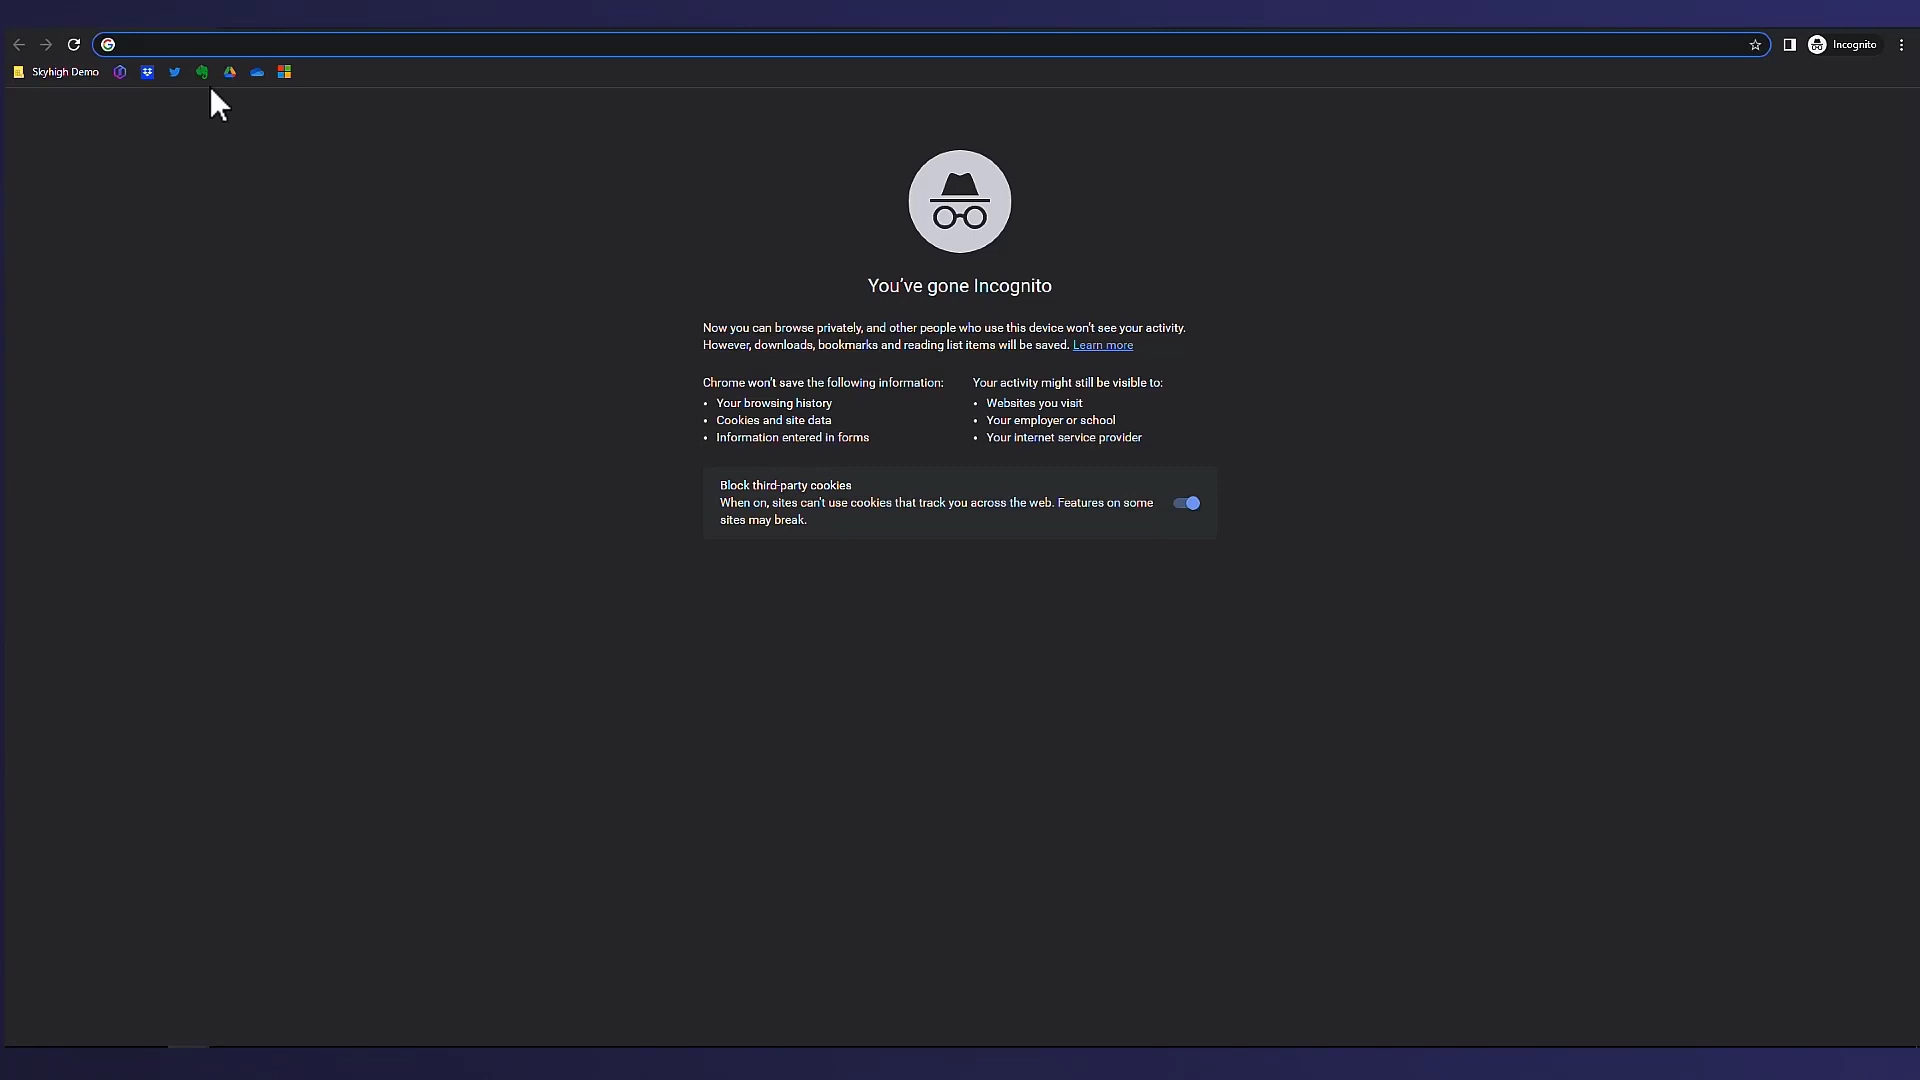 Incognito
Skyhigh Demo
You've gone Incognito
Now you can browse privately, and other people who use this device won't see your activity.
However, downloads, bookmarks and reading list items will be saved. Learn more
Chrome won't save the following information:
• Your browsing history
• Cookies and site data
• Information entered in forms
Your activity might still be visible to:
• Websites you visit
• Your employer or school
• Your internet service provider
Block third-party cookies
When on, sites can't use cookies that track you across the web. Features on some
sites may break.